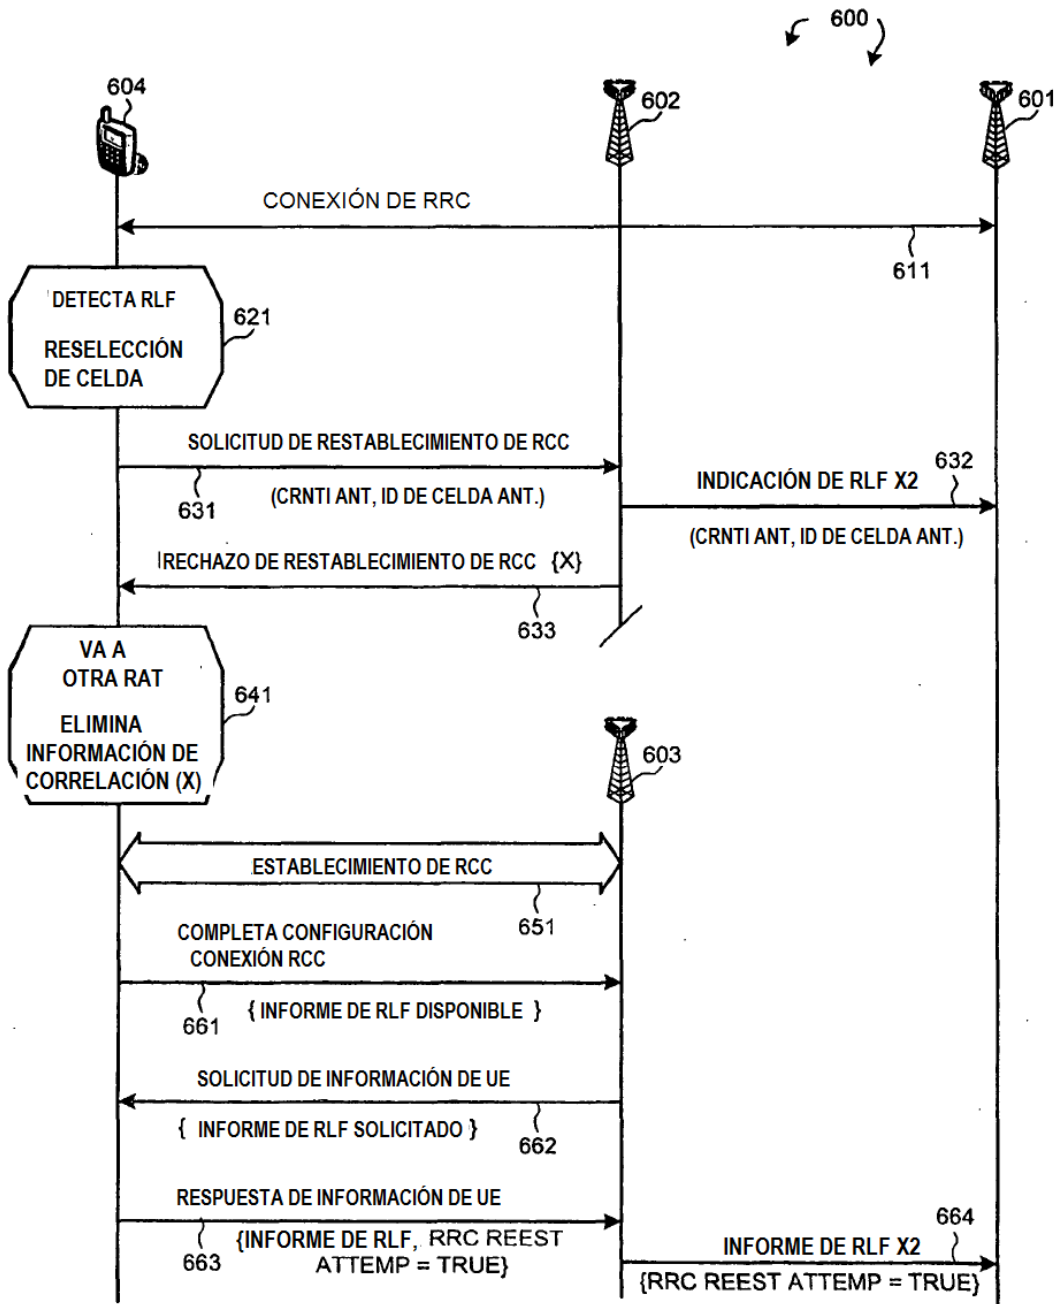 600
604
602
601
CONEXIÓN DE RRC
611
DETECTA RLF
621
RESELECCIÓN
DE CELDA
SOLICITUD DE RESTABLECIMIENTO DE RCC
631
(CRNTI ANT, ID DE CELDA ANT.)
INDICACIÓN DE RLF X2
632
(CRNTI ANT, ID DE CELDA ANT.)
RECHAZO DE RESTABLECIMIENTO DE RCC {X}
633
VA A
OTRA RAT
641
ELIMINA
INFORMACIÓN DE
CORRELACIÓN (X)
603
ESTABLECIMIENTO DE RCC
651
COMPLETA CONFIGURACIÓN
CONEXIÓN RCC
661
{ INFORME DE RLF DISPONIBLE }
SOLICITUD DE INFORMACIÓN DE UE
{ INFORME DE RLF SOLICITADO }
662
RESPUESTA DE INFORMACIÓN DE UE
663
{INFORME DE RLF, RRC REEST
ATTEMP = TRUE}
664
INFORME DE RLF X2
{RRC REEST ATTEMP = TRUE}